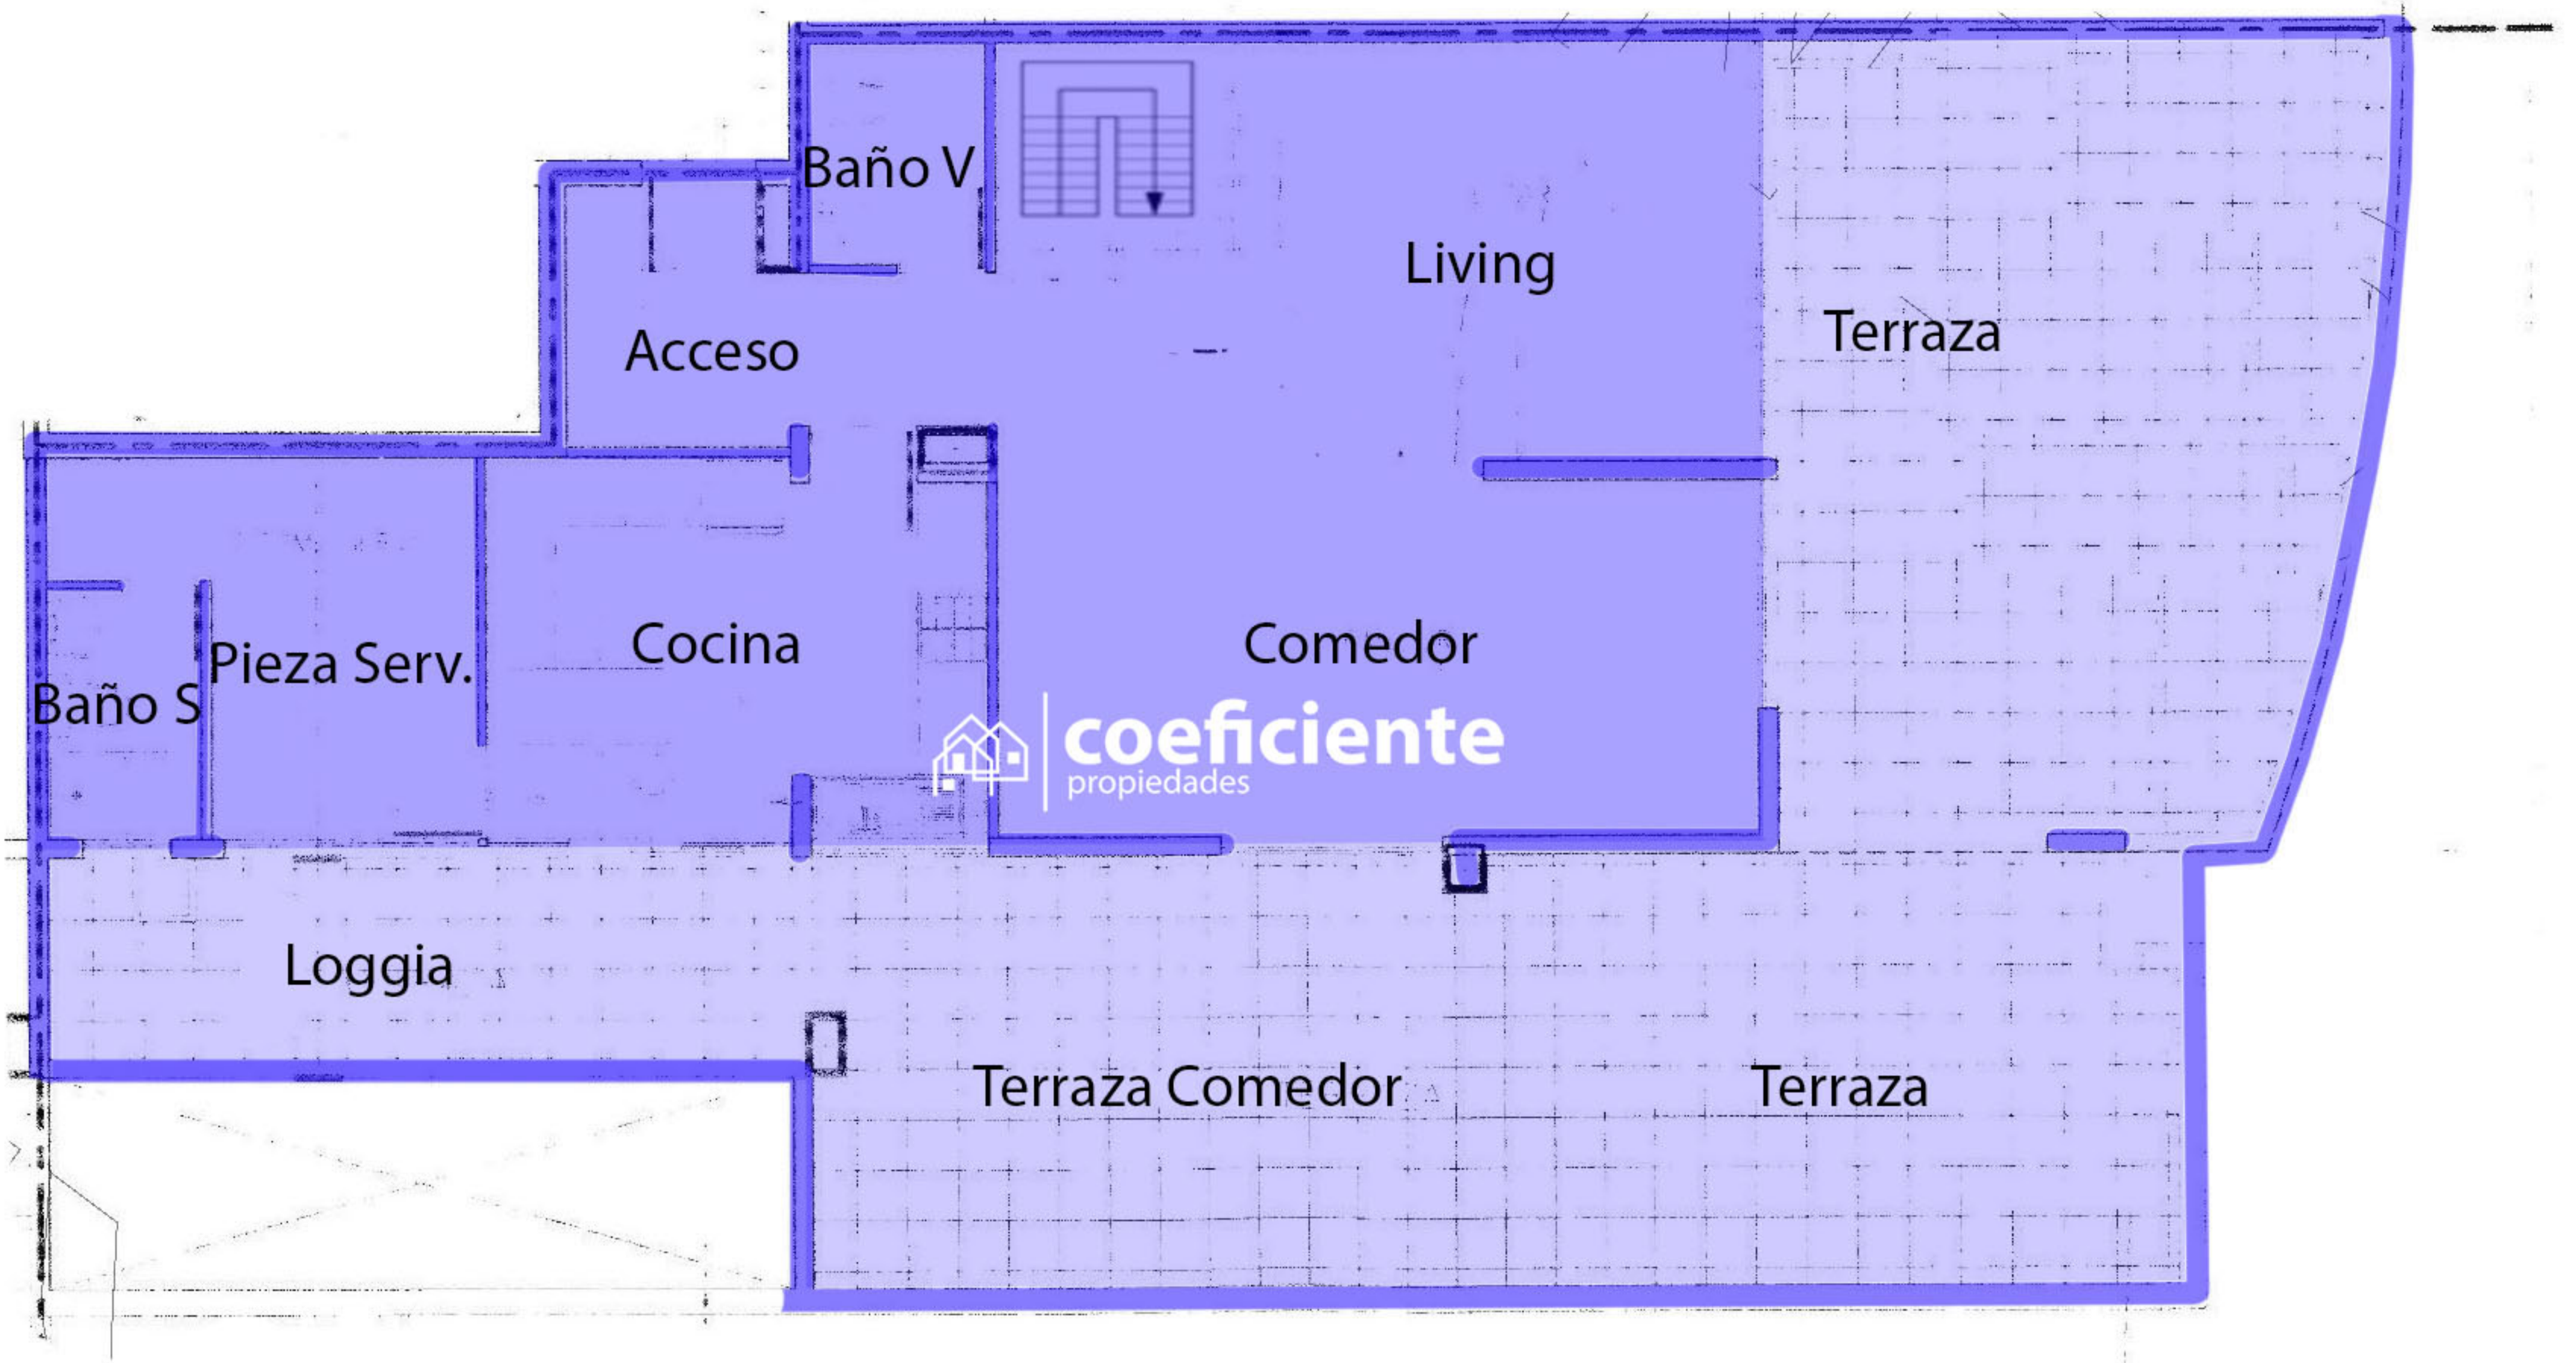 Baño V
Living
Terraza
Acceso
Comedor
Cocina
Pieza Serv.
Baño S
coeficiente
propiedades
Loggia
Terraza Comedor
Terraza